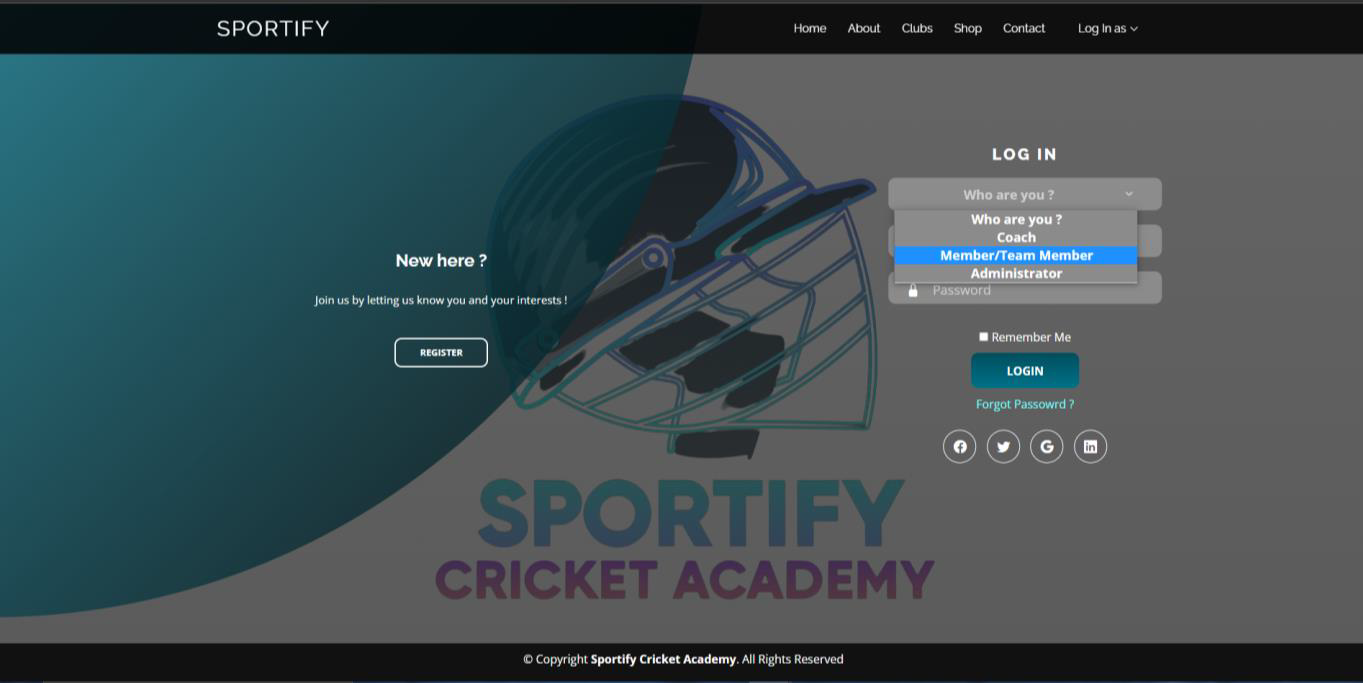 SPORTIFY
Home About Clubs Shop Contact Log In as
LOG IN
Who are you ?
Who are you ?
Coach
Member/Team Member
Administrator
Password
Remember Me
LOGIN
Forgot Passowrd ?
New here ?
Join us by letting us know you and your interests !
REGISTER
SPORTIFY
CRICKET ACADEMY
© Copyright Sportify Cricket Academy. All Rights Reserved